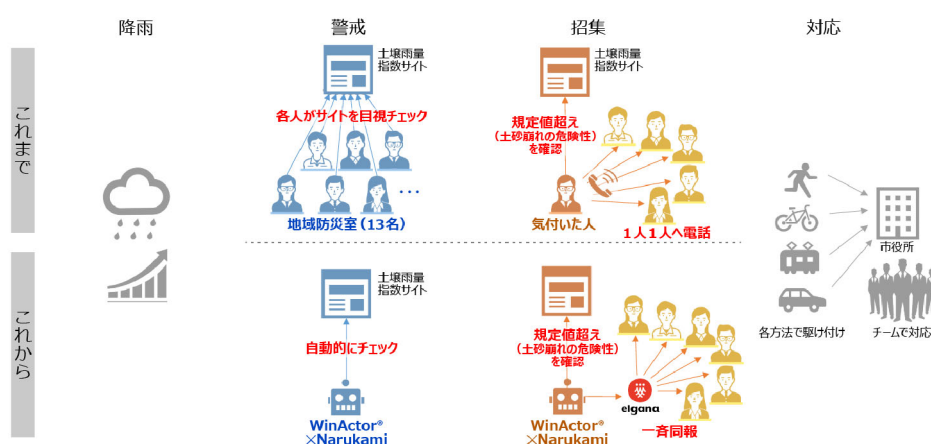 降雨
警戒
招集
対応
これまで
土壌雨量
指数サイト
各人がサイトを目視チェック
・・・
地域防災室（13名）
土壌雨量
指数サイト
規定値超え
（土砂崩れの危険性）
を確認
気付いた人
１人１人へ電話
市役所
各方法で駆け付け
チームで対応
これから
土壌雨量
指数サイト
自動的にチェック
WinActor®
×Narukami
土壌雨量
指数サイト
規定値超え
（土砂崩れの危険性）
を確認
WinActor®
×Narukami
elgana
一斉同報